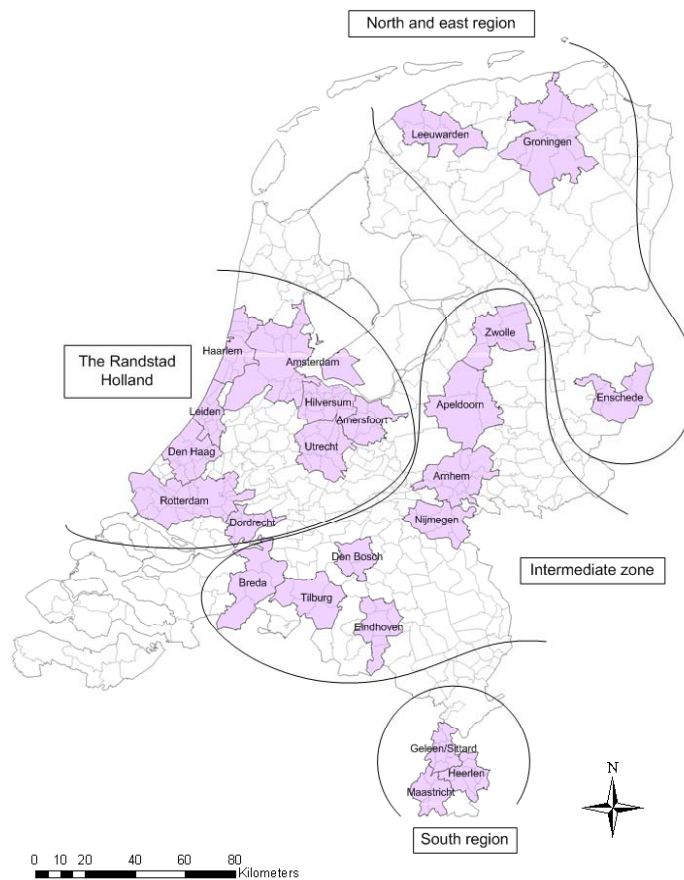 North and east region
Leeuwarden
Groningen
Zwolle
Haarlem
Amsterdam
The Randstad
Holland
Hilversum
Enschede
Apeldoorn
Leiden
Amersfoort
Utrecht
Den Haag
Arnhem
Rotterdam
Nijmegen
Dordrecht
Den Bosch
Intermediate zone
Breda
Tilburg
Eindhoven
Geleen/Sittard
Heerlen
Maastricht
N
South region
0 10 20 40 60 80
Kilometers